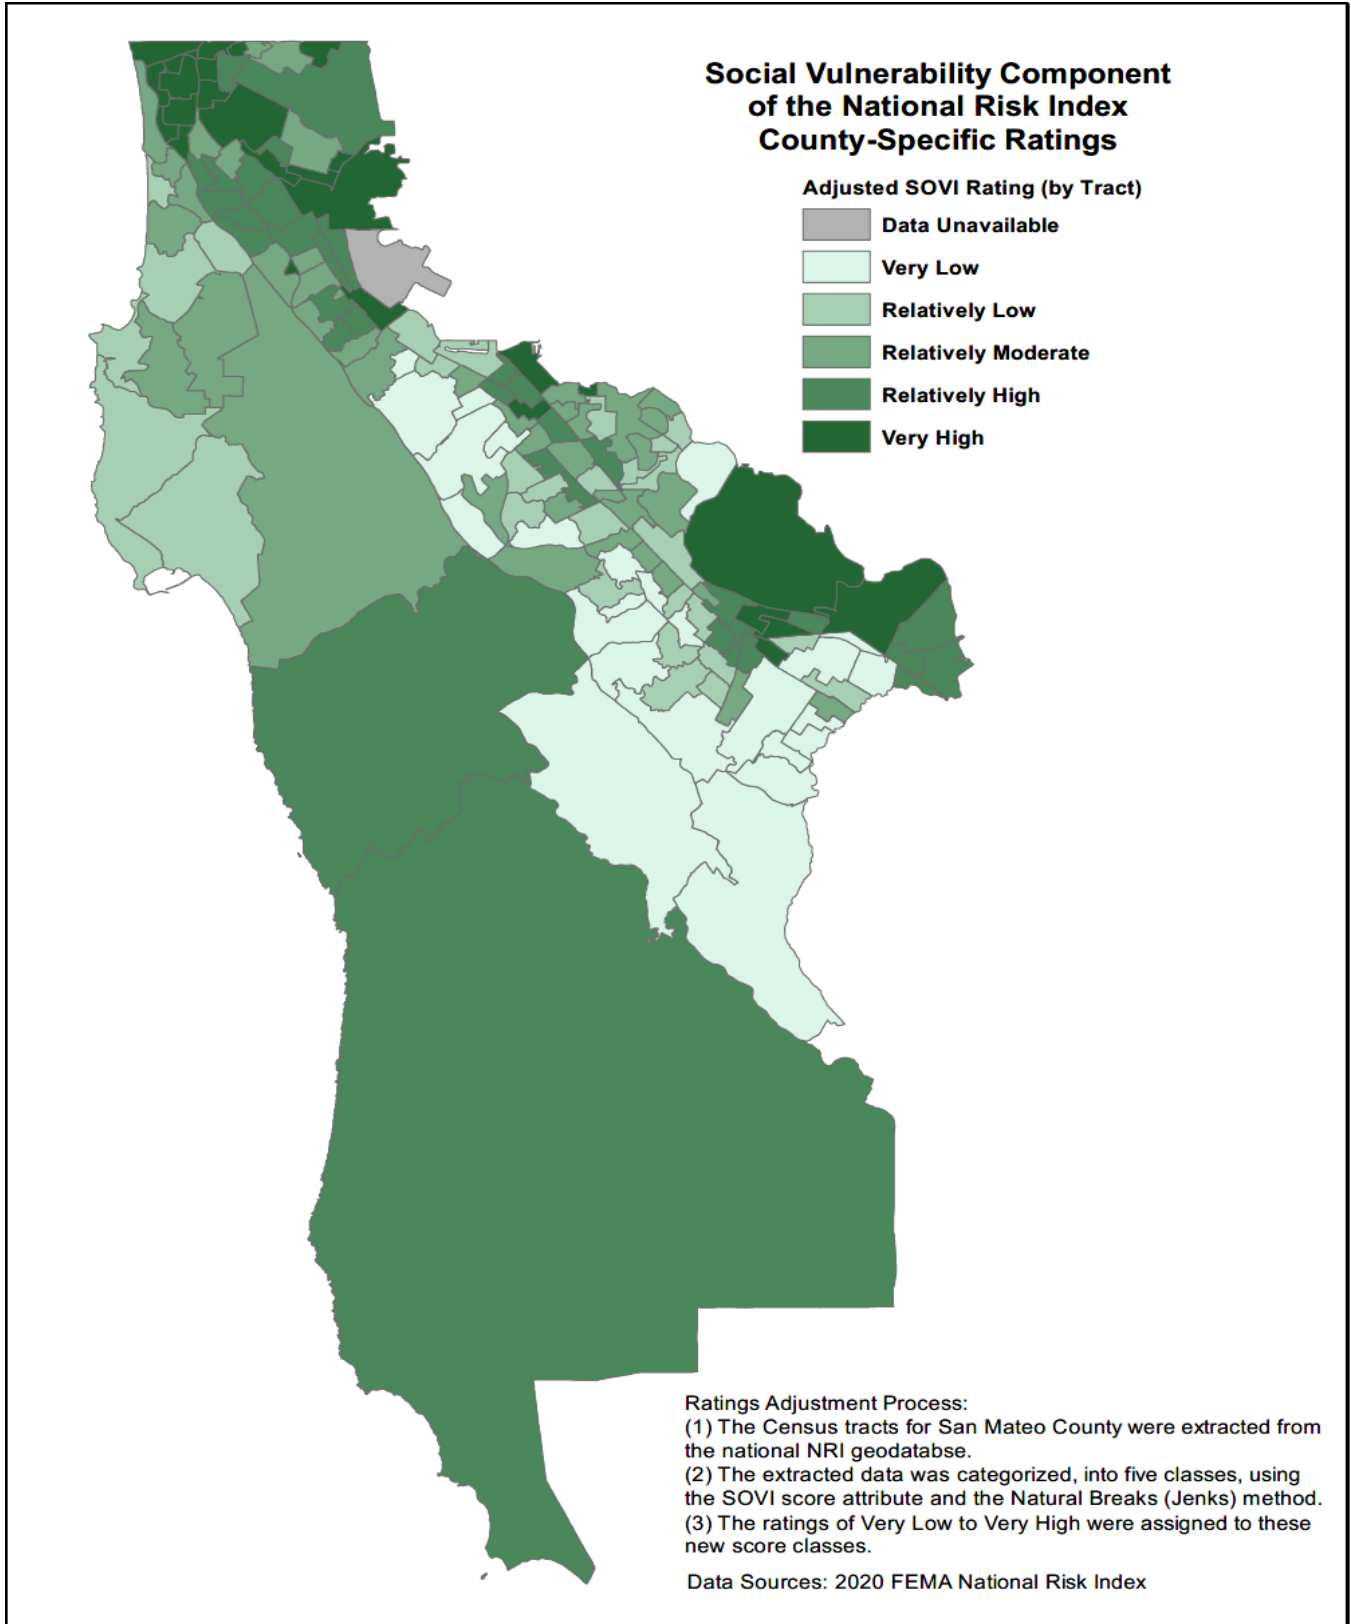 Social Vulnerability Component
of the National Risk Index
County-Specific Ratings
Adjusted SOVI Rating (by Tract)
Data Unavailable
Very Low
Relatively Low
Relatively Moderate
Relatively High
Very High
Ratings Adjustment Process:
(1) The Census tracts for San Mateo County were extracted from
the national NRI geodatabse.
(2) The extracted data was categorized, into five classes, using
the SOVI score attribute and the Natural Breaks (Jenks) method.
(3) The ratings of Very Low to Very High were assigned to these
new score classes.
Data Sources: 2020 FEMA National Risk Index